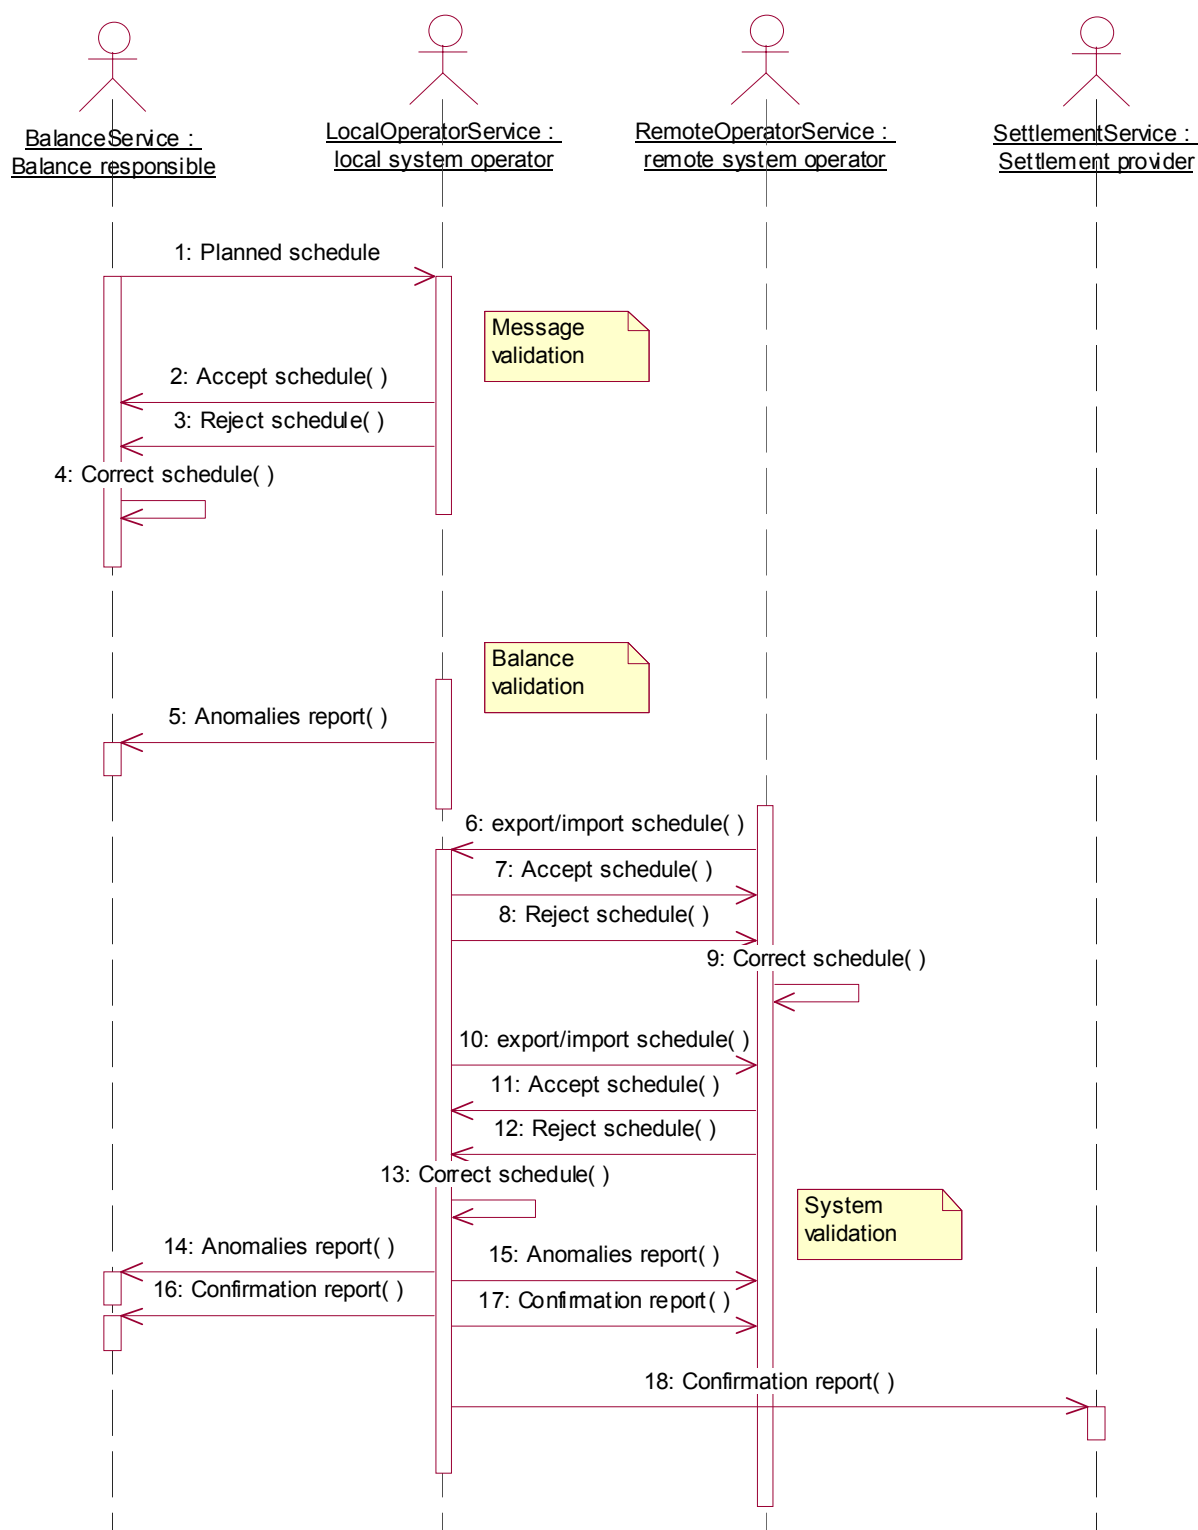 BalanceService :
Balance responsible
LocalOperatorService :
local system operator
RemoteOperatorService :
remote system operator
SettlementService :
Settlement provider
1: Planned schedule
Message
validation
2: Accept schedule( )
3: Reject schedule( )
4: Correct schedule( )
Balance
validation
5: Anomalies report( )
6: export/import schedule( )
7: Accept schedule( )
8: Reject schedule( )
9: Correct schedule( )
10: export/import schedule( )
11: Accept schedule( )
12: Reject schedule( )
13: Correct schedule( )
System
validation
14: Anomalies report( )
15: Anomalies report( )
16: Confirmation report( )
17: Confirmation report( )
18: Confirmation report( )